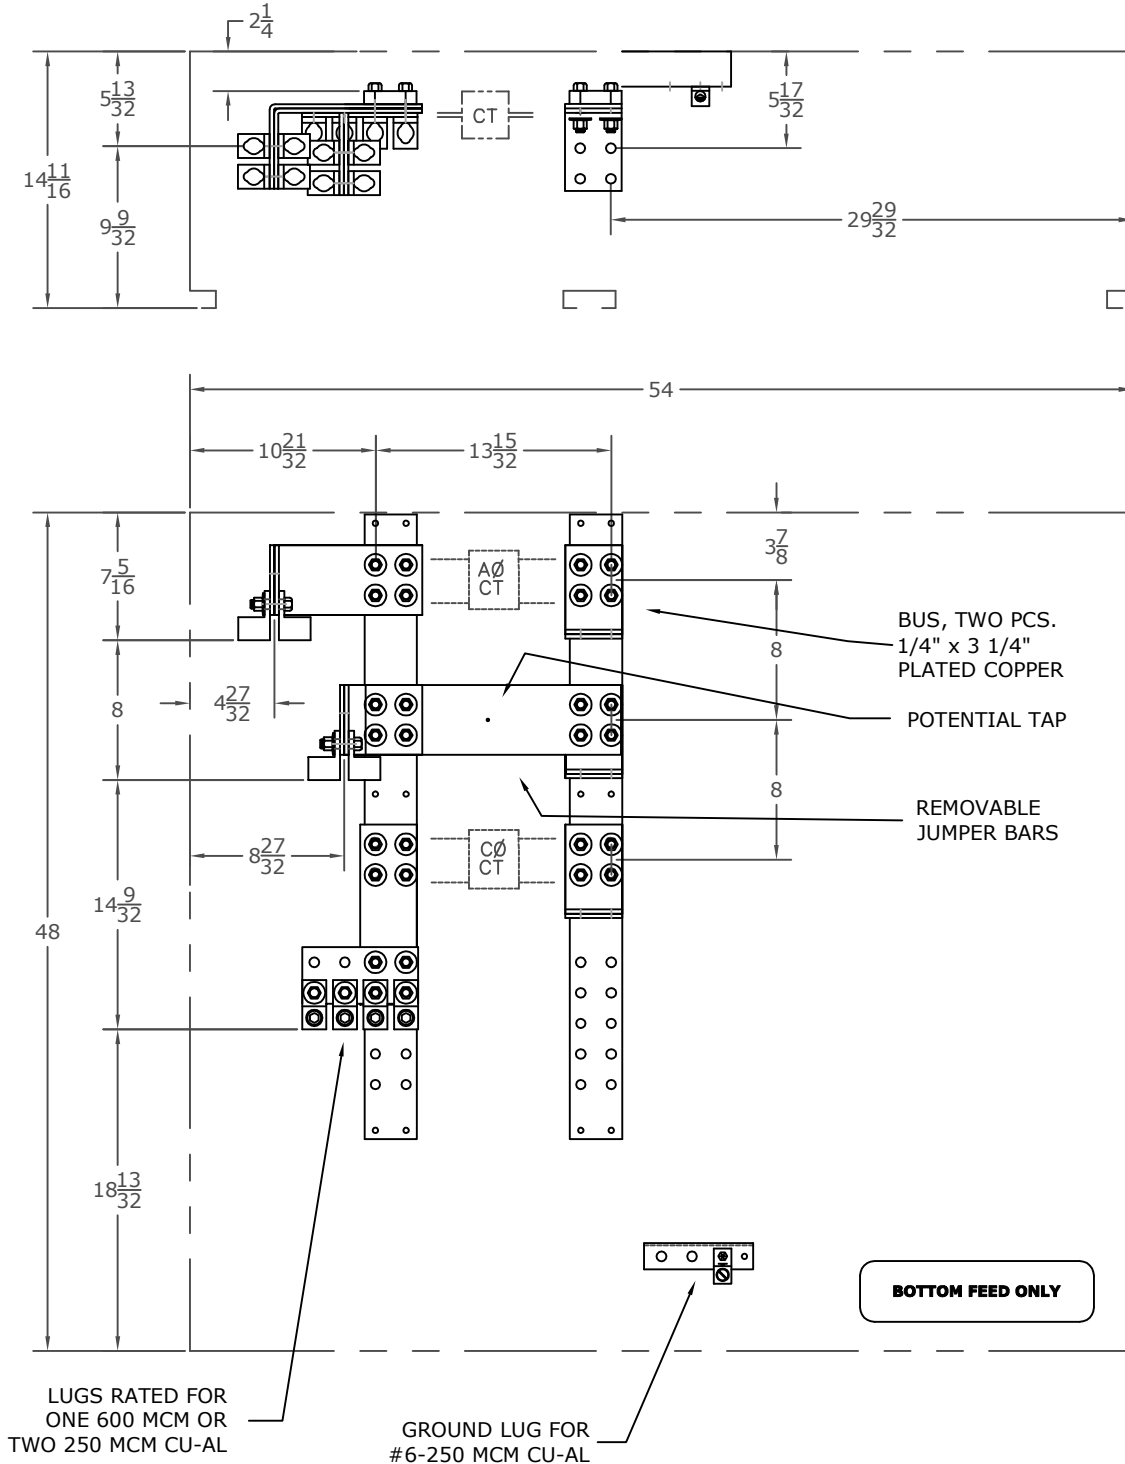 2 1/4
5 13/32
5 17/32
CT
14 11/16
9 9/32
29 29/32
54
10 21/32
13 15/32
3 7/8
7 5/16
AØ
CT
BUS, TWO PCS.
1/4" x 3 1/4"
PLATED COPPER
8
8
4 27/32
POTENTIAL TAP
8
REMOVABLE
JUMPER BARS
8 27/32
CØ
CT
14 9/32
48
18 13/32
BOTTOM FEED ONLY
LUGS RATED FOR
ONE 600 MCM OR
TWO 250 MCM CU-AL
GROUND LUG FOR
#6-250 MCM CU-AL